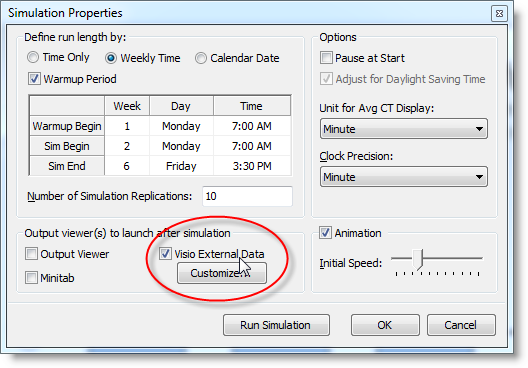 Simulation Properties
Define run length by:
Time Only Weekly Time Calendar Date
Warmup Period
Week Day Time
Warmup Begin 1 Monday 7:00 AM
Sim Begin 2 Monday 7:00 AM
Sim End 6 Friday 3:30 PM
Number of Simulation Replications: 10
Output viewer(s) to launch after simulation
Output Viewer Visio External Data
Minitab Customize...
Options
Pause at Start
Adjust for Daylight Saving Time
Unit for Avg CT Display:
Minute
Clock Precision:
Minute
Animation
Initial Speed:
Run Simulation OK Cancel